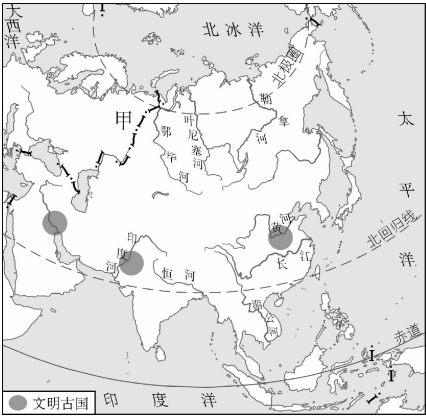 大西洋
北冰洋
北极圈
甲
鄂毕河
叶尼塞河
勒拿河
太平洋
黄河
印度河
恒河
长江
北回归线
湄公河
赤道
文明古国
印度洋